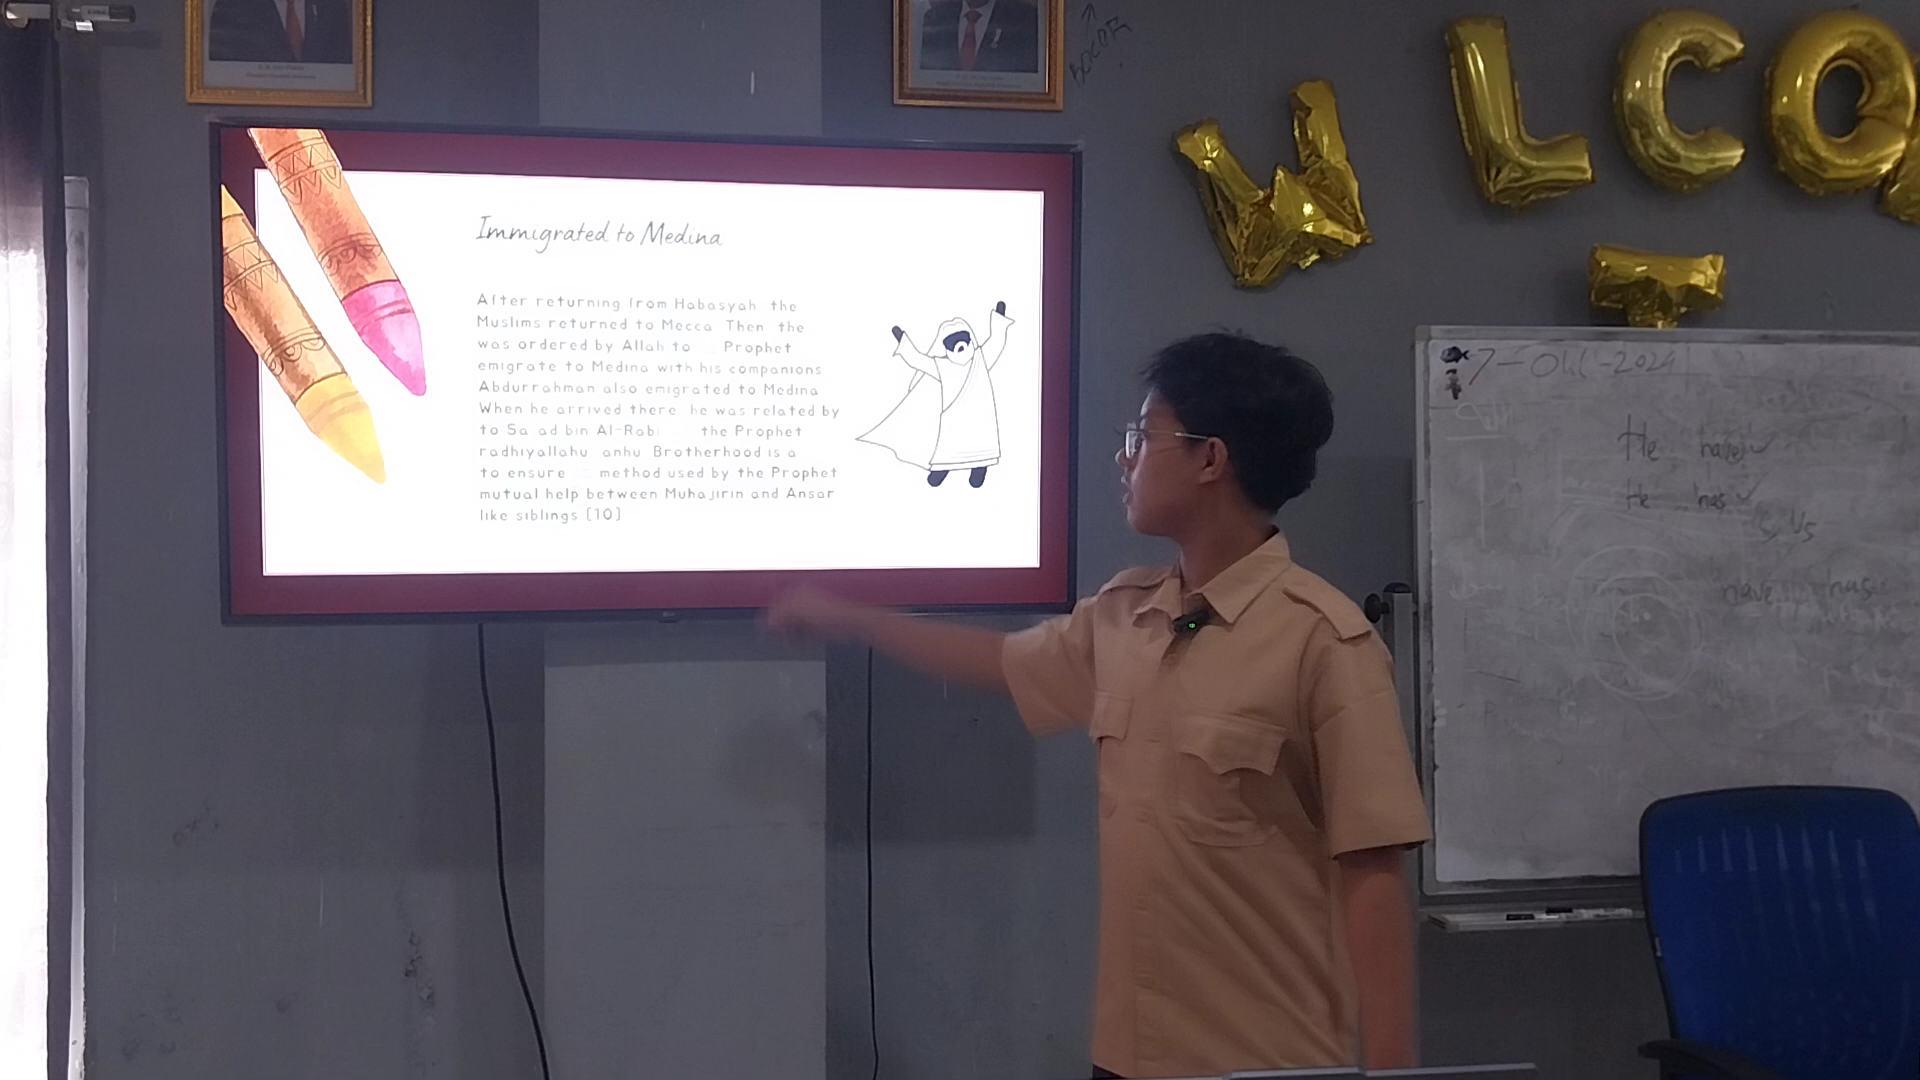 BOCOR
W LCO
Immigrated to Medina
After returning from Habasyah the
Muslims returned to Mecca Then the
was ordered by Allah to Prophet
emigrate to Medina with his companions
Abdurrahman also emigrated to Medina
When he arrived there he was related by
to Sa ad bin Al-Rabi the Prophet
radhiyallahu anhu Brotherhood is a
to ensure method used by the Prophet
mutual help between Muhajirin and Ansar
like siblings [10]
7-Okt-2024
He have
He has
have has